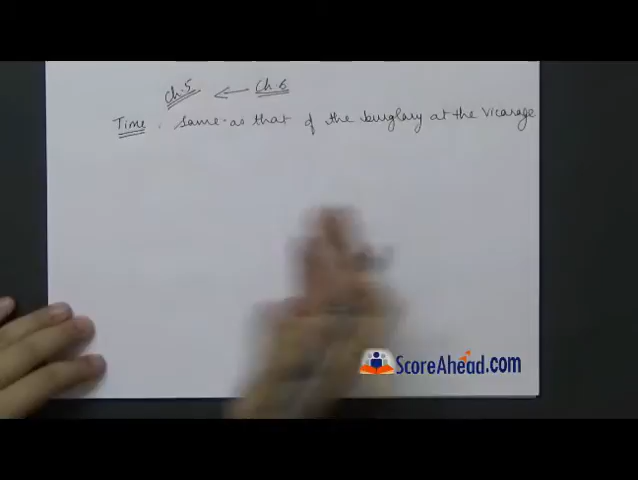 Ch.5 ← Ch.6
Time . Same as that of the burglary at the Vicarage
ScoreAhead.com